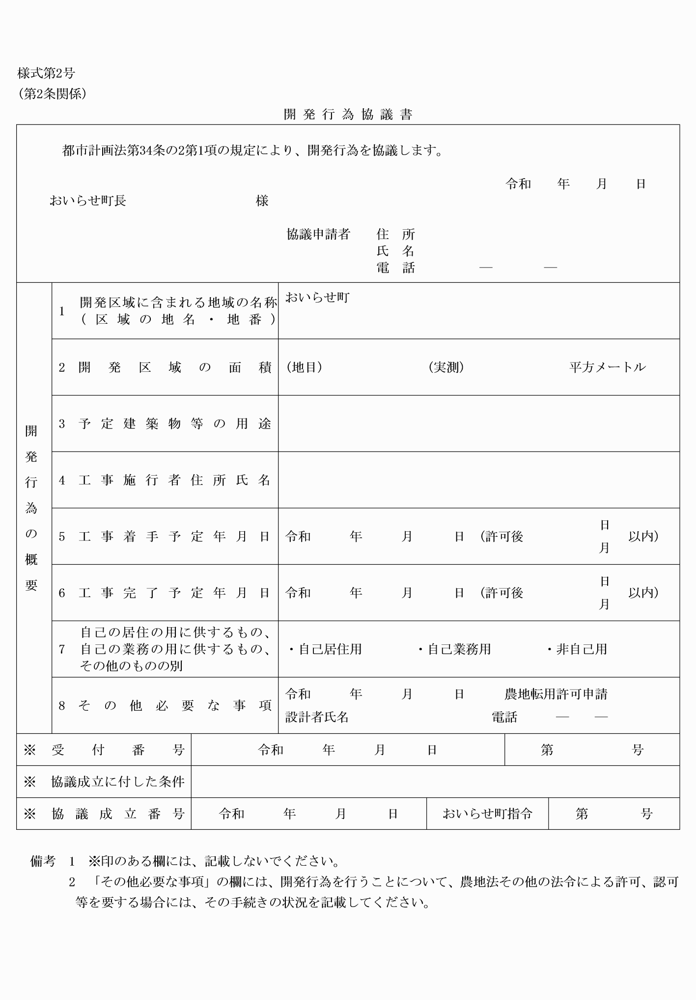 様式第2号
（第2条関係）
開発行為協議書
都市計画法第34条の2第1項の規定により、開発行為を協議します。
令和　　年　　月　　日
おいらせ町長　　　　　　　　　　様
協議申請者　　住　所
氏　名
電　話　　　　　―　　　　―
開発行為の概要
1　開発区域に含まれる地域の名称
（区域の地名・地番）
おいらせ町
2　開発区域の面積　（地目）　　　　　　　　（実測）　　　　　　　　平方メートル
3　予定建築物等の用途
4　工事施行者住所氏名
5　工事着手予定年月日　令和　　　年　　　月　　　日　（許可後　　　　　　日　以内）
月
6　工事完了予定年月日　令和　　　年　　　月　　　日　（許可後　　　　　　日　以内）
月
7　自己の居住の用に供するもの、
自己の業務の用に供するもの、
その他のものの別
・自己居住用　　　　・自己業務用　　　　・非自己用
8　その他必要な事項
令和　　　年　　　月　　　日　　　農地転用許可申請
設計者氏名　　　　　　　　　　　電話　　　―　　―
※　受付番号　令和　　　年　　　月　　　日　第　　　　　　号
※　協議成立に付した条件
※　協議成立番号　令和　　　年　　　月　　　日　おいらせ町指令　第　　　　号
備考　1　※印のある欄には、記載しないでください。
2　「その他必要な事項」の欄には、開発行為を行うことについて、農地法その他の法令による許可、認可
等を要する場合には、その手続きの状況を記載してください。